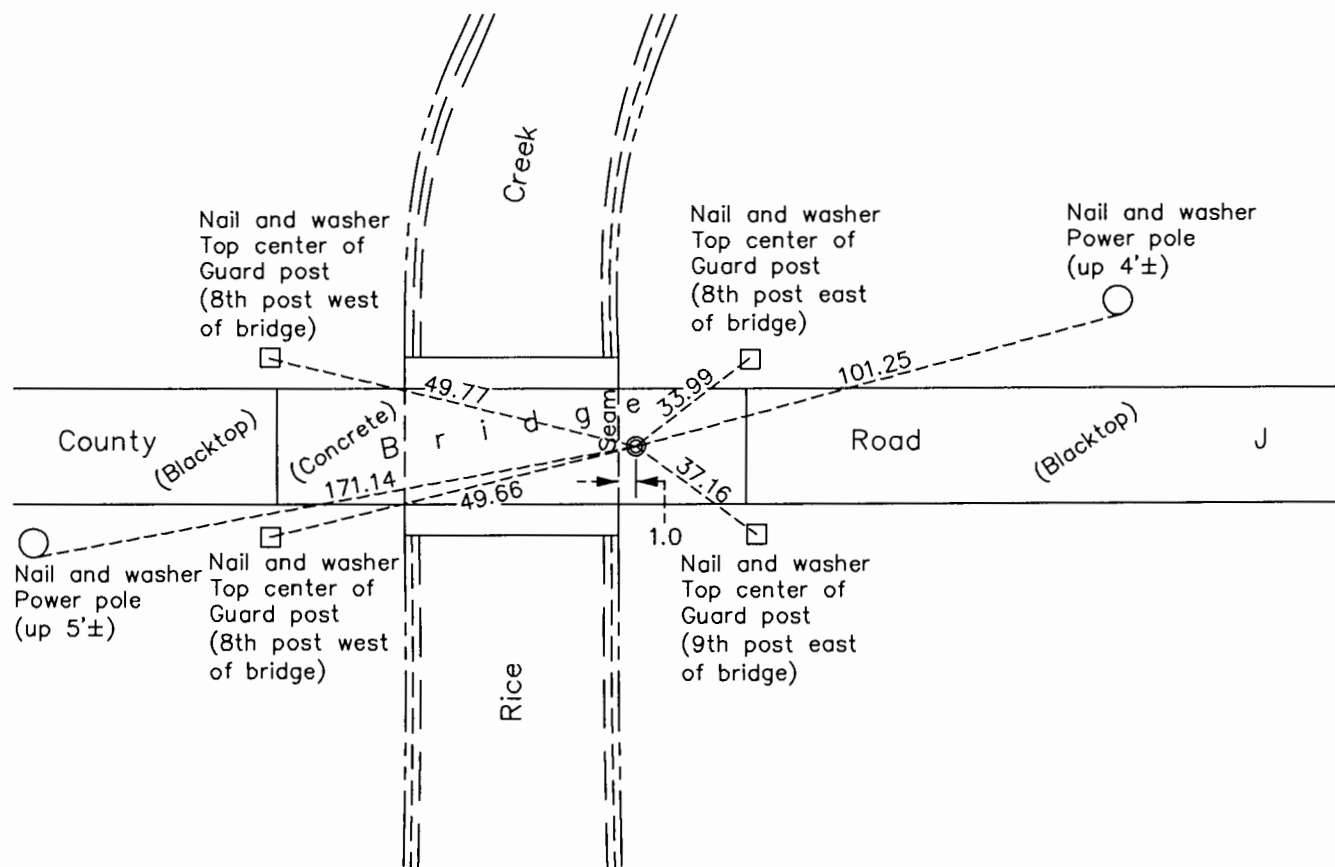 Creek
Nail and washer
Top center of
Guard post
(8th post west
of bridge)
Nail and washer
Top center of
Guard post
(8th post east
of bridge)
Nail and washer
Power pole
(up 4'±)
49.77
33.99
101.25
County
(Blacktop)
(Concrete)
Bridge
Seam
Road
(Blacktop)
J
171.14
49.66
37.16
1.0
Nail and washer
Power pole
(up 5'±)
Nail and washer
Top center of
Guard post
(8th post west
of bridge)
Nail and washer
Top center of
Guard post
(9th post east
of bridge)
Rice